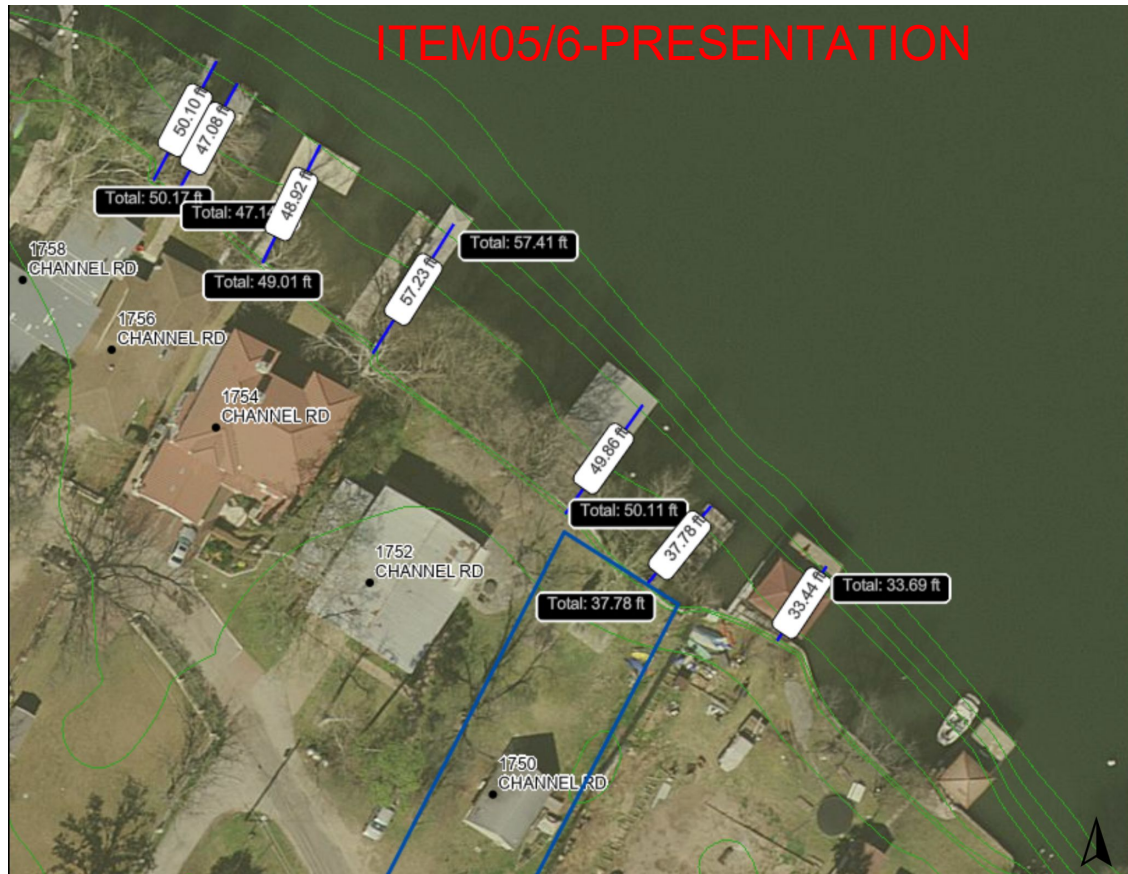 ITEM05/6-PRESENTATION
50.10 ft
47.08 ft
Total: 50.17 ft
Total: 47.14
48.92 ft
Total: 49.01 ft
57.23 ft
Total: 57.41 ft
1758
CHANNEL RD
1756
CHANNEL RD
1754
CHANNEL RD
49.86 ft
Total: 50.11 ft
37.78 ft
Total: 37.78 ft
33.44 ft
Total: 33.69 ft
1752
CHANNEL RD
1750
CHANNEL RD